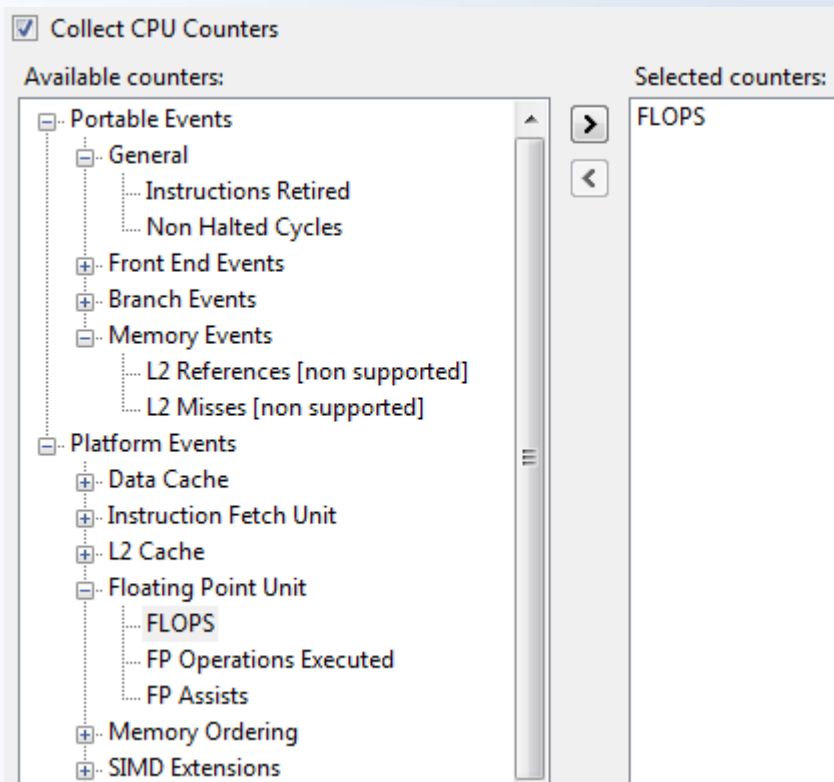 Collect CPU Counters
Available counters:
Selected counters:
Portable Events
FLOPS
General
Instructions Retired
Non Halted Cycles
Front End Events
Branch Events
Memory Events
L2 References [non supported]
L2 Misses [non supported]
Platform Events
Data Cache
Instruction Fetch Unit
L2 Cache
Floating Point Unit
FLOPS
FP Operations Executed
FP Assists
Memory Ordering
SIMD Extensions